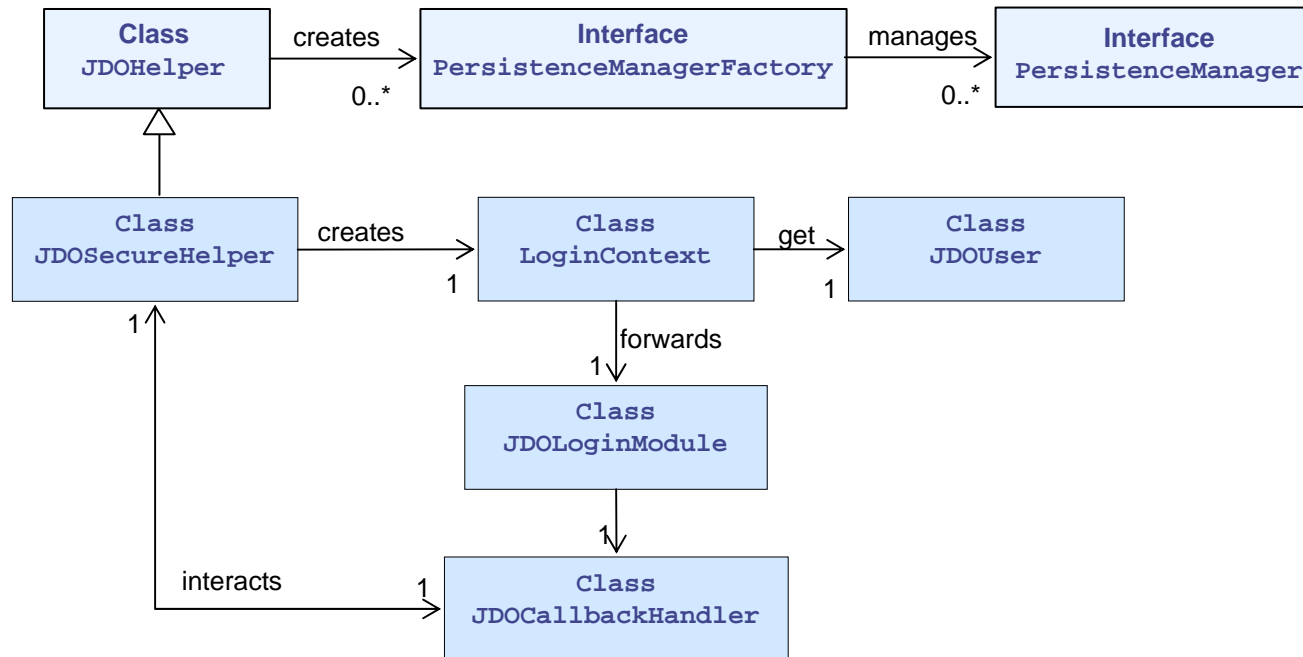 Class
JDOHelper
creates
0..*
Interface
PersistenceManagerFactory
manages
0..*
Interface
PersistenceManager
Class
JDOSecureHelper
creates
1
Class
LoginContext
get
1
Class
JDOUser
1
forwards
1
Class
JDOLoginModule
1
interacts
1
Class
JDOCallbackHandler